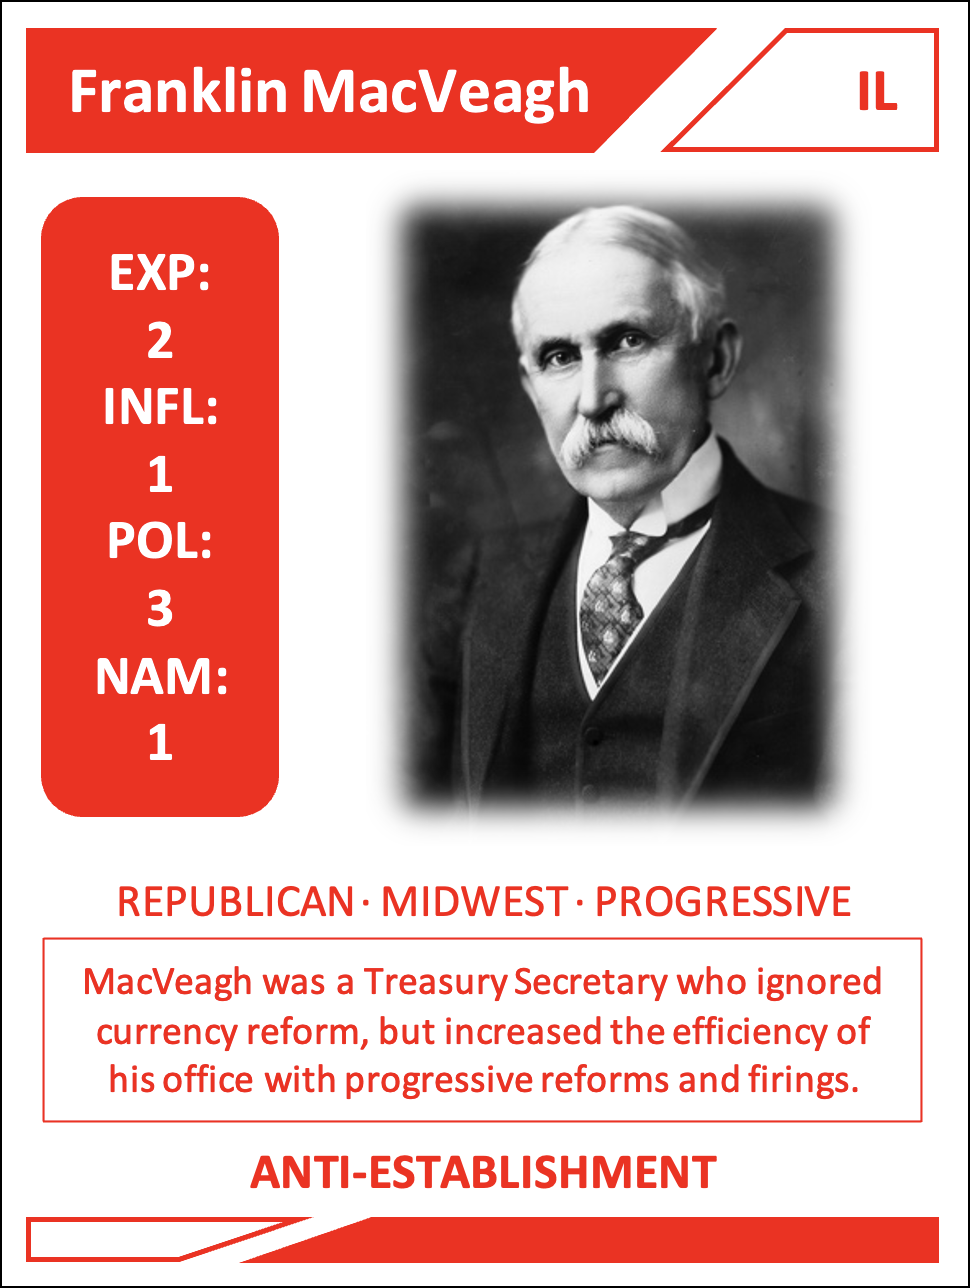 Franklin MacVeagh
IL
EXP:
2
INFL:
1
POL:
3
NAM:
1
REPUBLICAN · MIDWEST · PROGRESSIVE
MacVeagh was a Treasury Secretary who ignored
currency reform, but increased the efficiency of
his office with progressive reforms and firings.
ANTI-ESTABLISHMENT